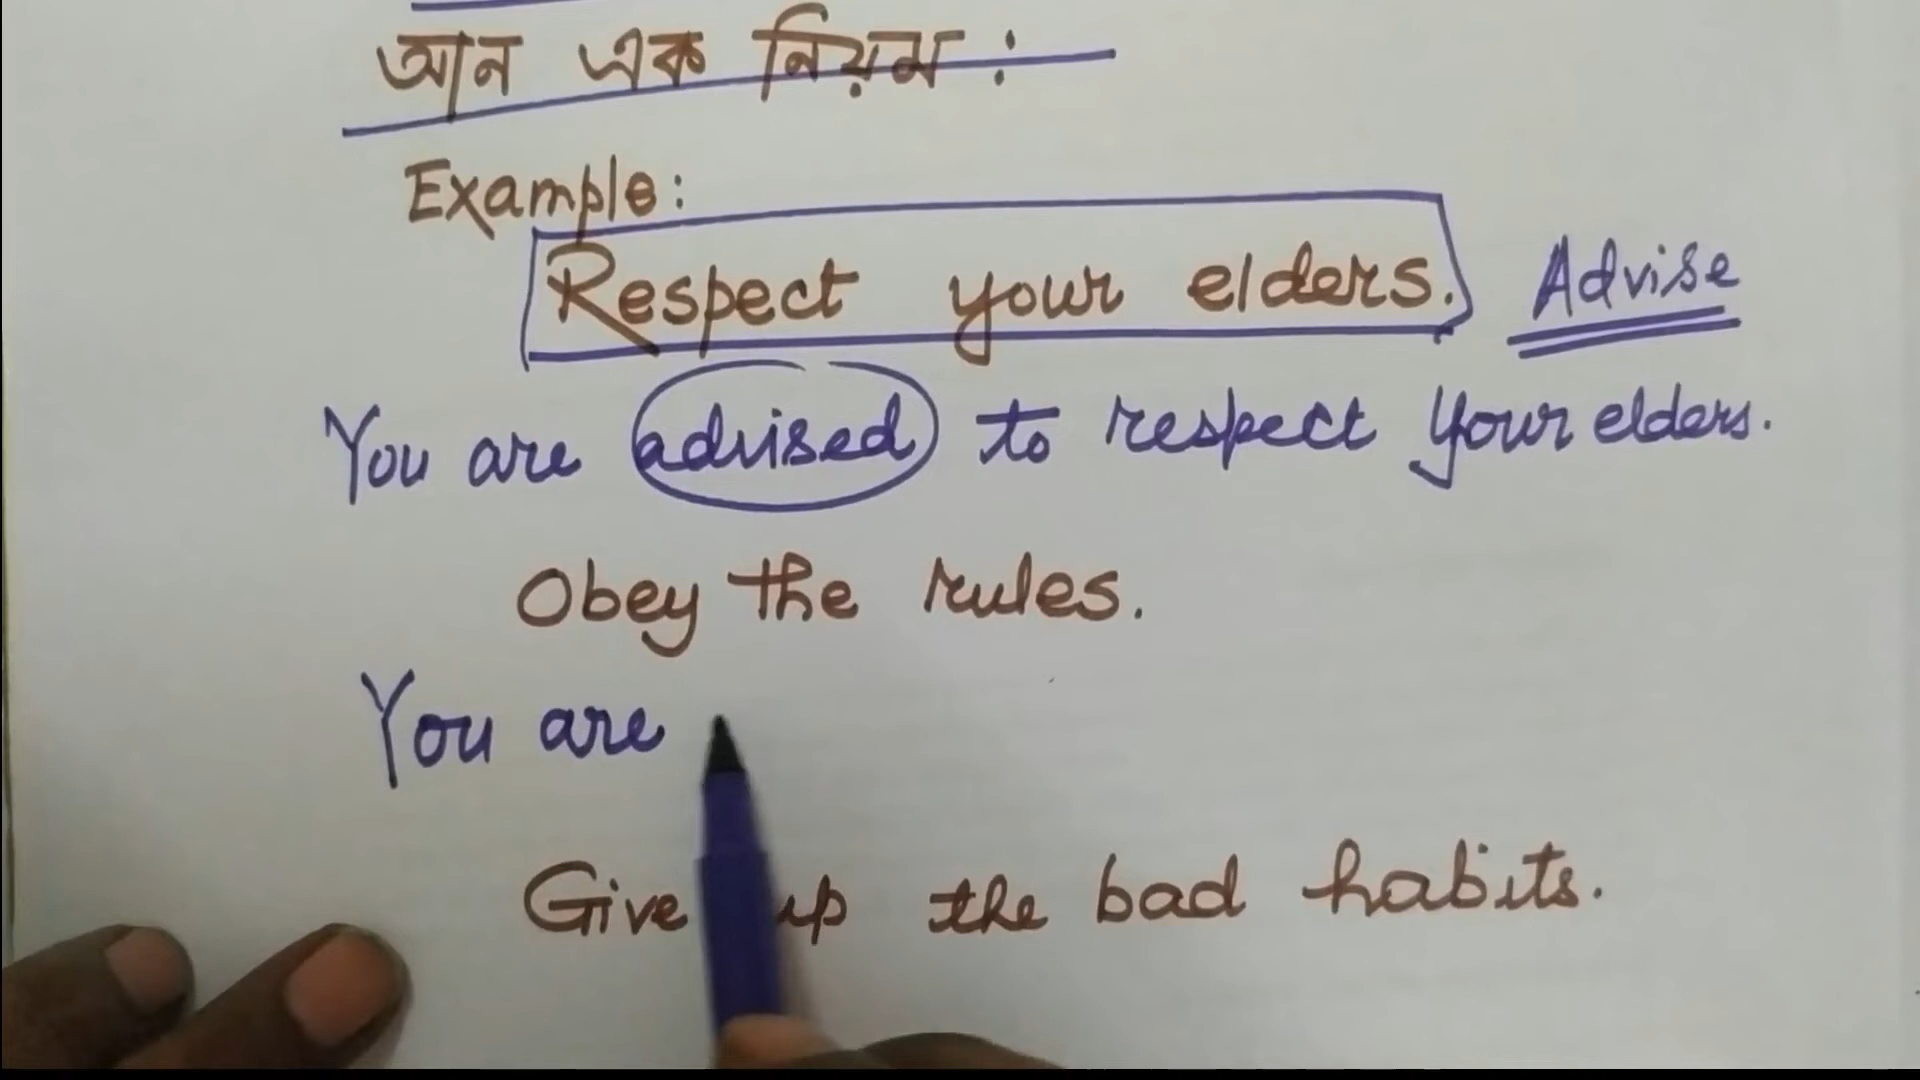 আন এক নিয়ম :
Example:
Respect your elders. Advise
You are advised to respect your elders.
Obey the rules.
You are
Give up the bad habits.